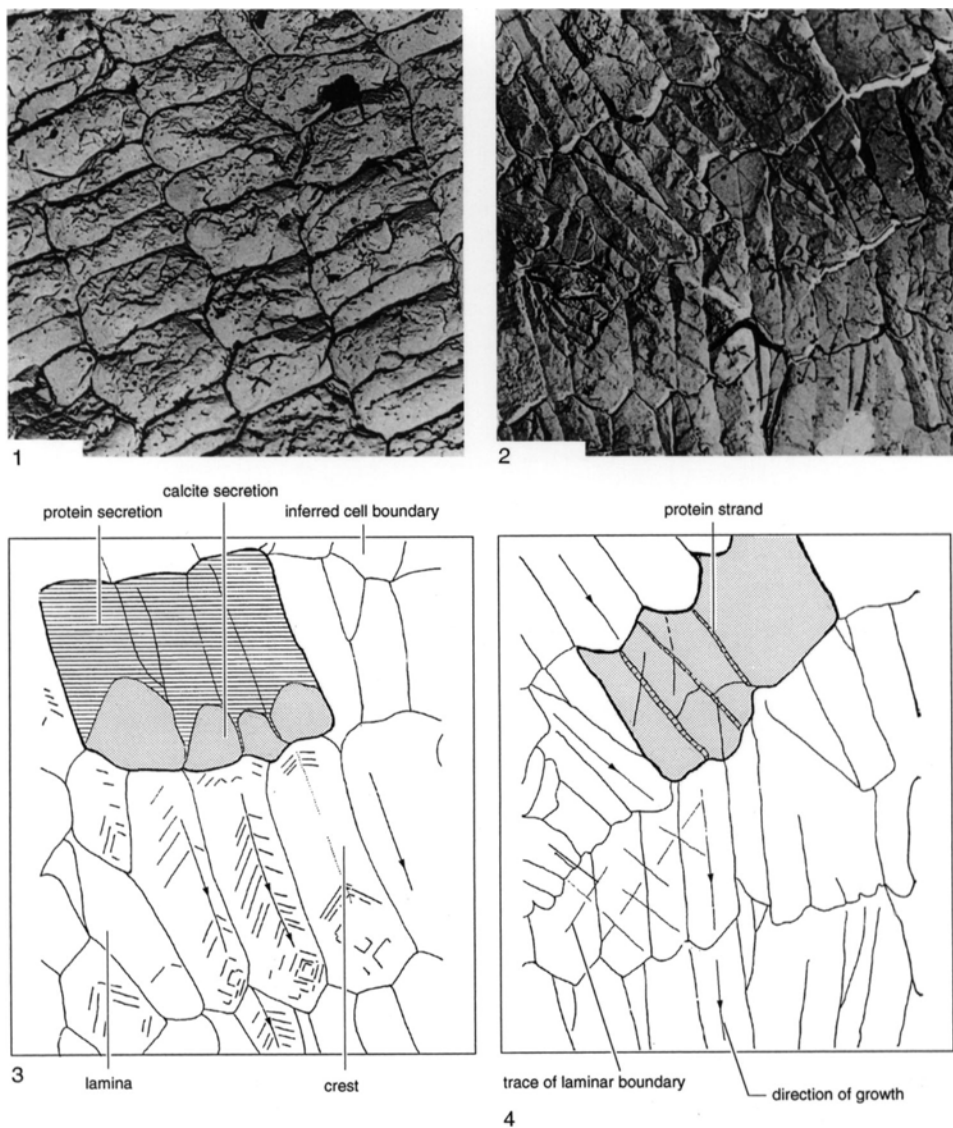 1
2
calcite secretion
protein secretion
inferred cell boundary
protein strand
3
lamina
crest
trace of laminar boundary
direction of growth
4